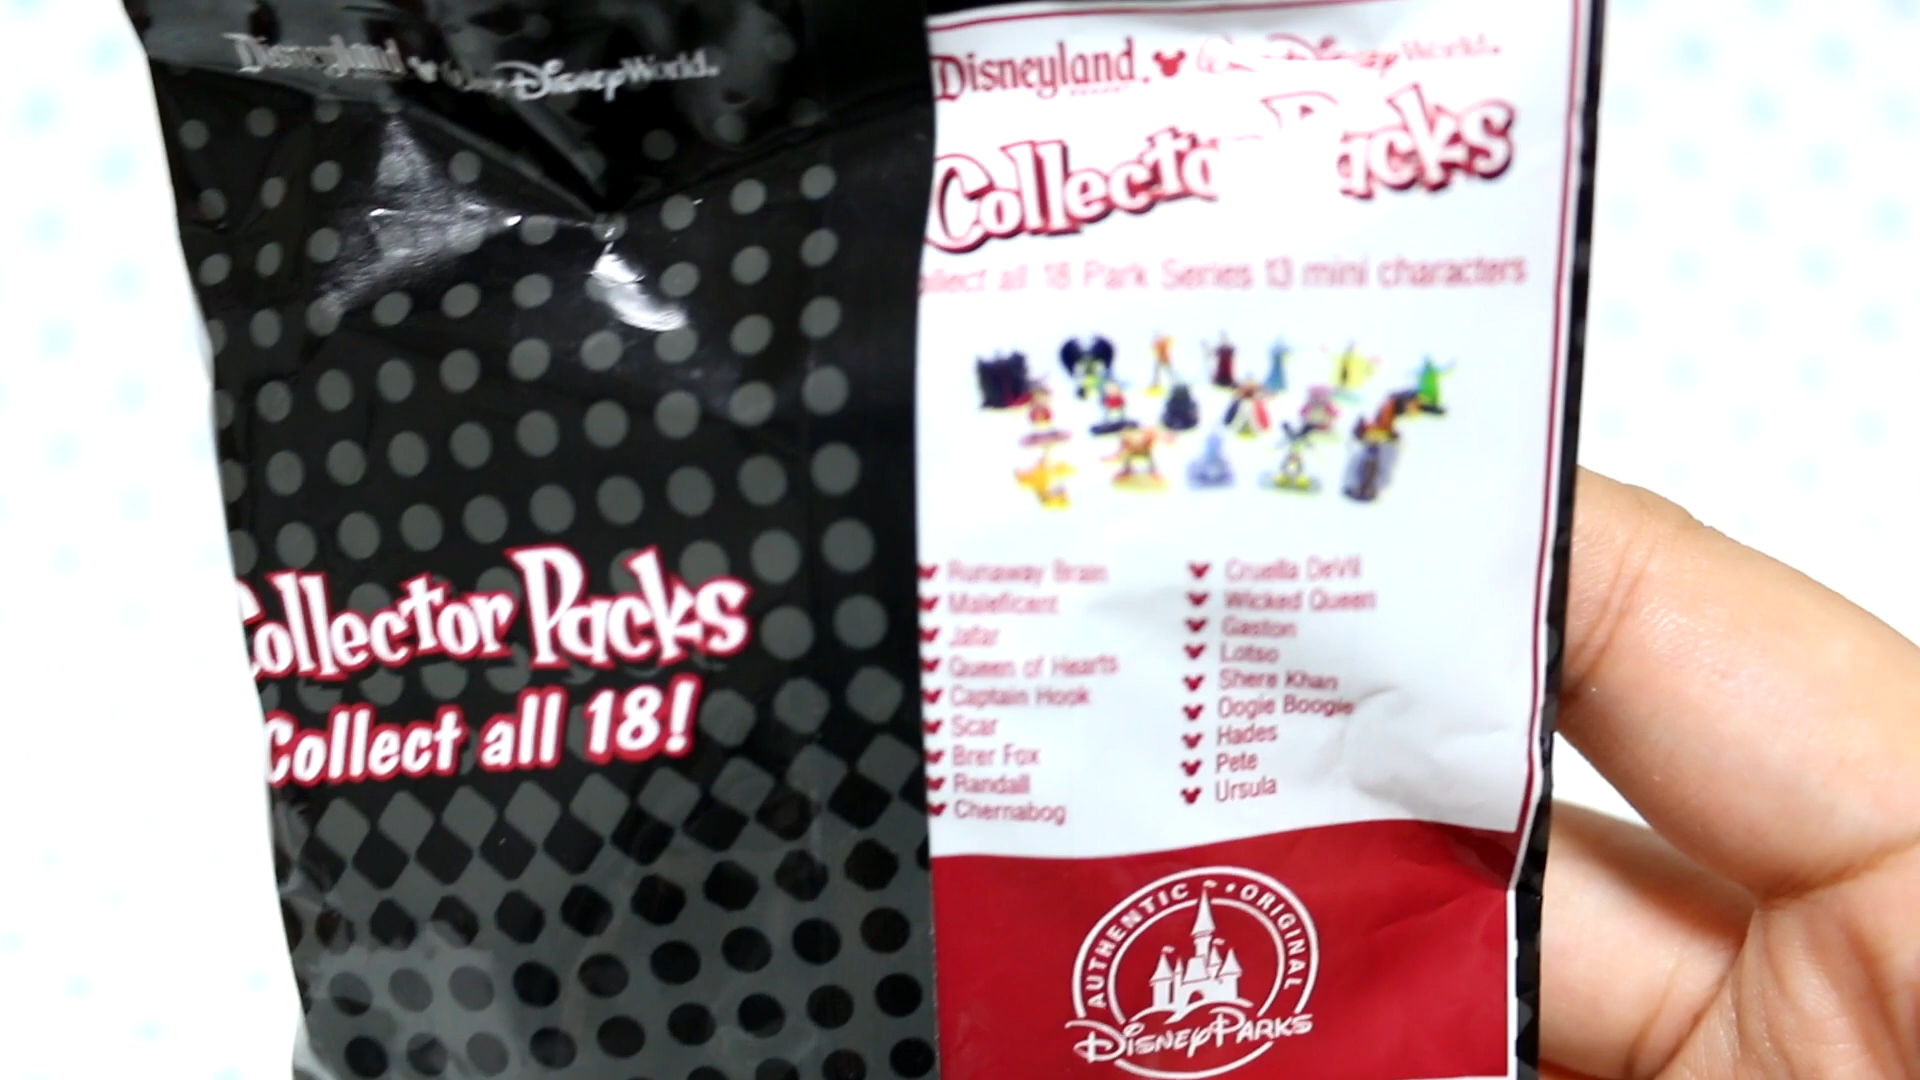 Disneyland Walt Disney World.
Collector Packs
Collect all 18!
Disneyland Walt Disney World.
Collector Packs
Collect all 18 Park Series 13 mini characters
Runaway Brain
Maleficent
Jafar
Queen of Hearts
Captain Hook
Scar
Brer Fox
Randall
Chernabog
Cruella DeVil
Wicked Queen
Gaston
Lotso
Shere Khan
Oogie Boogie
Hades
Pete
Ursula
AUTHENTIC • ORIGINAL
DISNEY PARKS